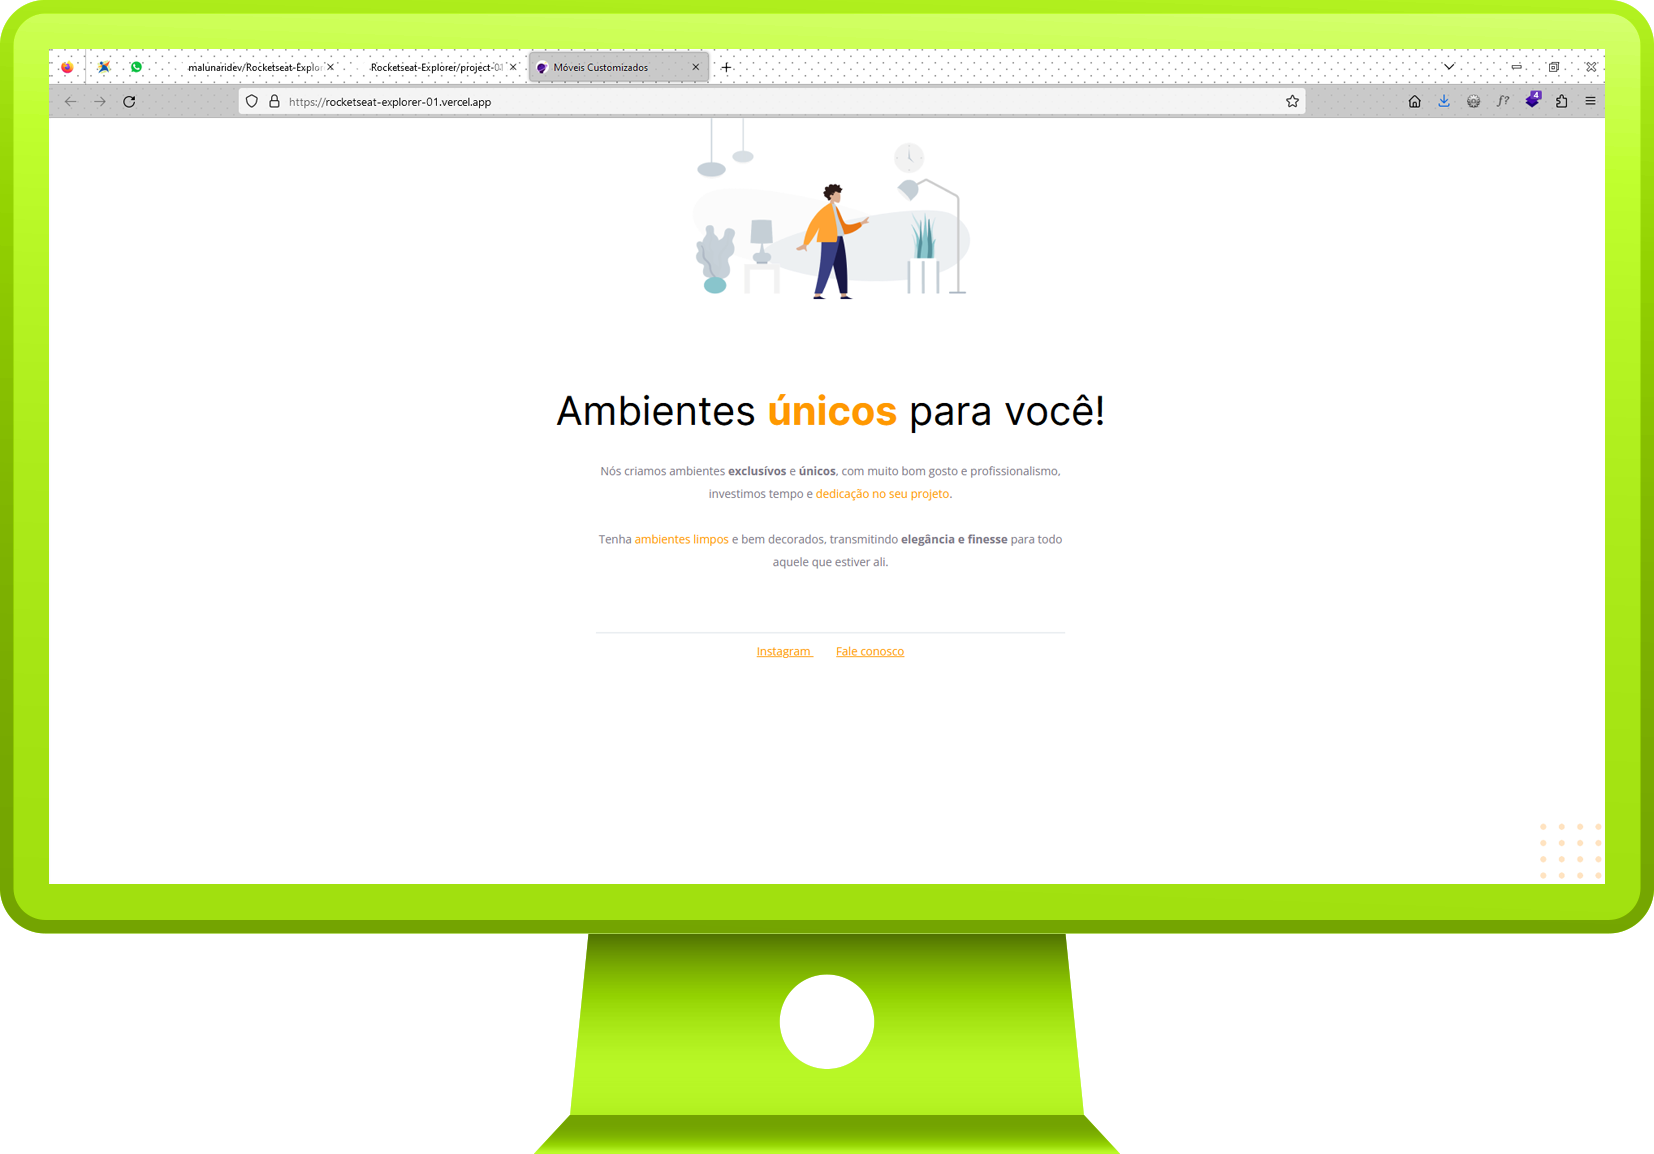 malunaridev/Rocketseat-Explo
Rocketseat-Explorer/project-0
Móveis Customizados
https://rocketseat-explorer-01.vercel.app
f?
4
Ambientes únicos para você!
Nós criamos ambientes exclusívos e únicos, com muito bom gosto e profissionalismo,
investimos tempo e dedicação no seu projeto.
Tenha ambientes limpos e bem decorados, transmitindo elegância e finesse para todo
aquele que estiver ali.
Instagram Fale conosco